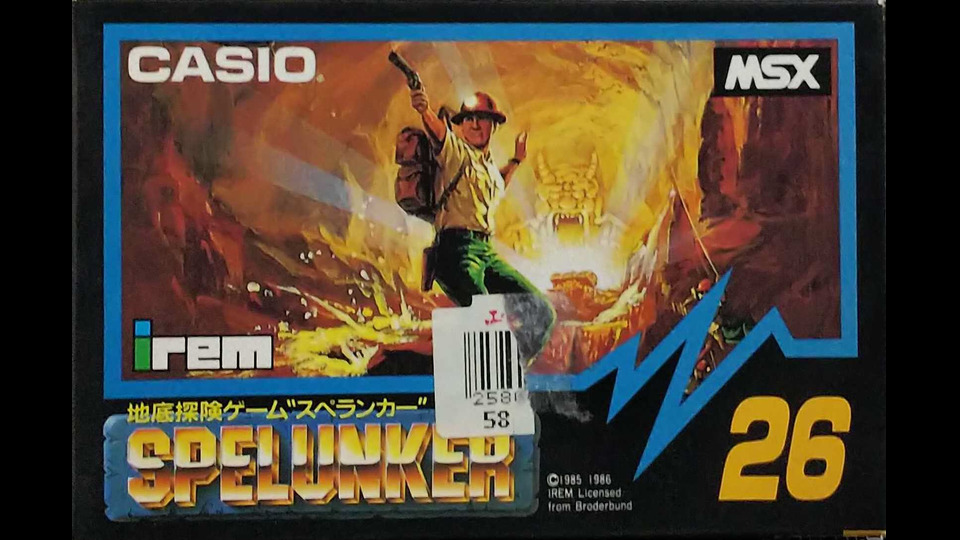 CASIO
MSX
irem
地底探険ゲーム"スペランカー"
SPELUNKER
58
26
©1985 1986
IREM Licensed
from Broderbund